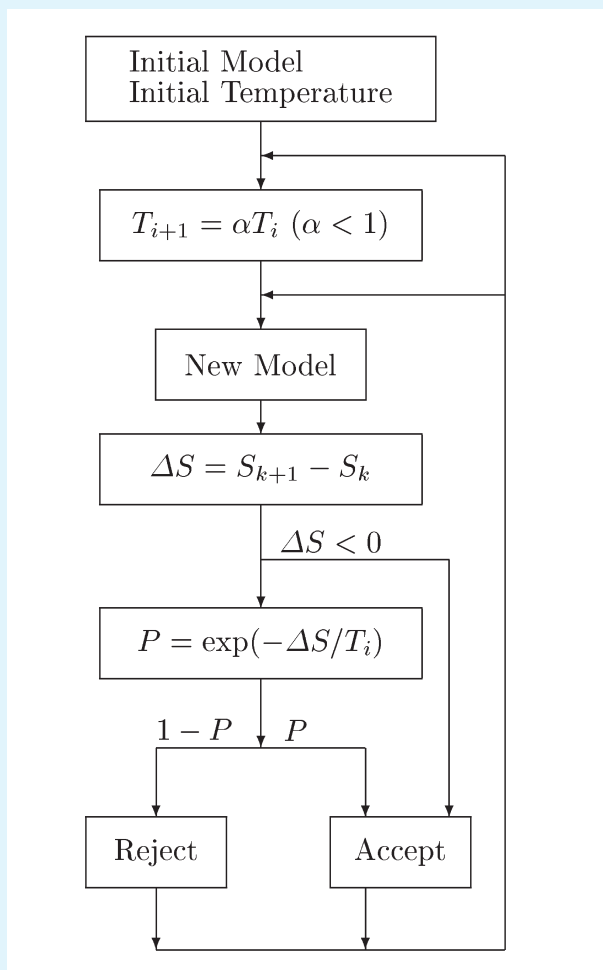 Initial Model
Initial Temperature
T_{i+1} = αT_i (α < 1)
New Model
ΔS = S_{k+1} − S_k
ΔS < 0
P = exp(−ΔS/T_i)
1 − P P
Reject Accept